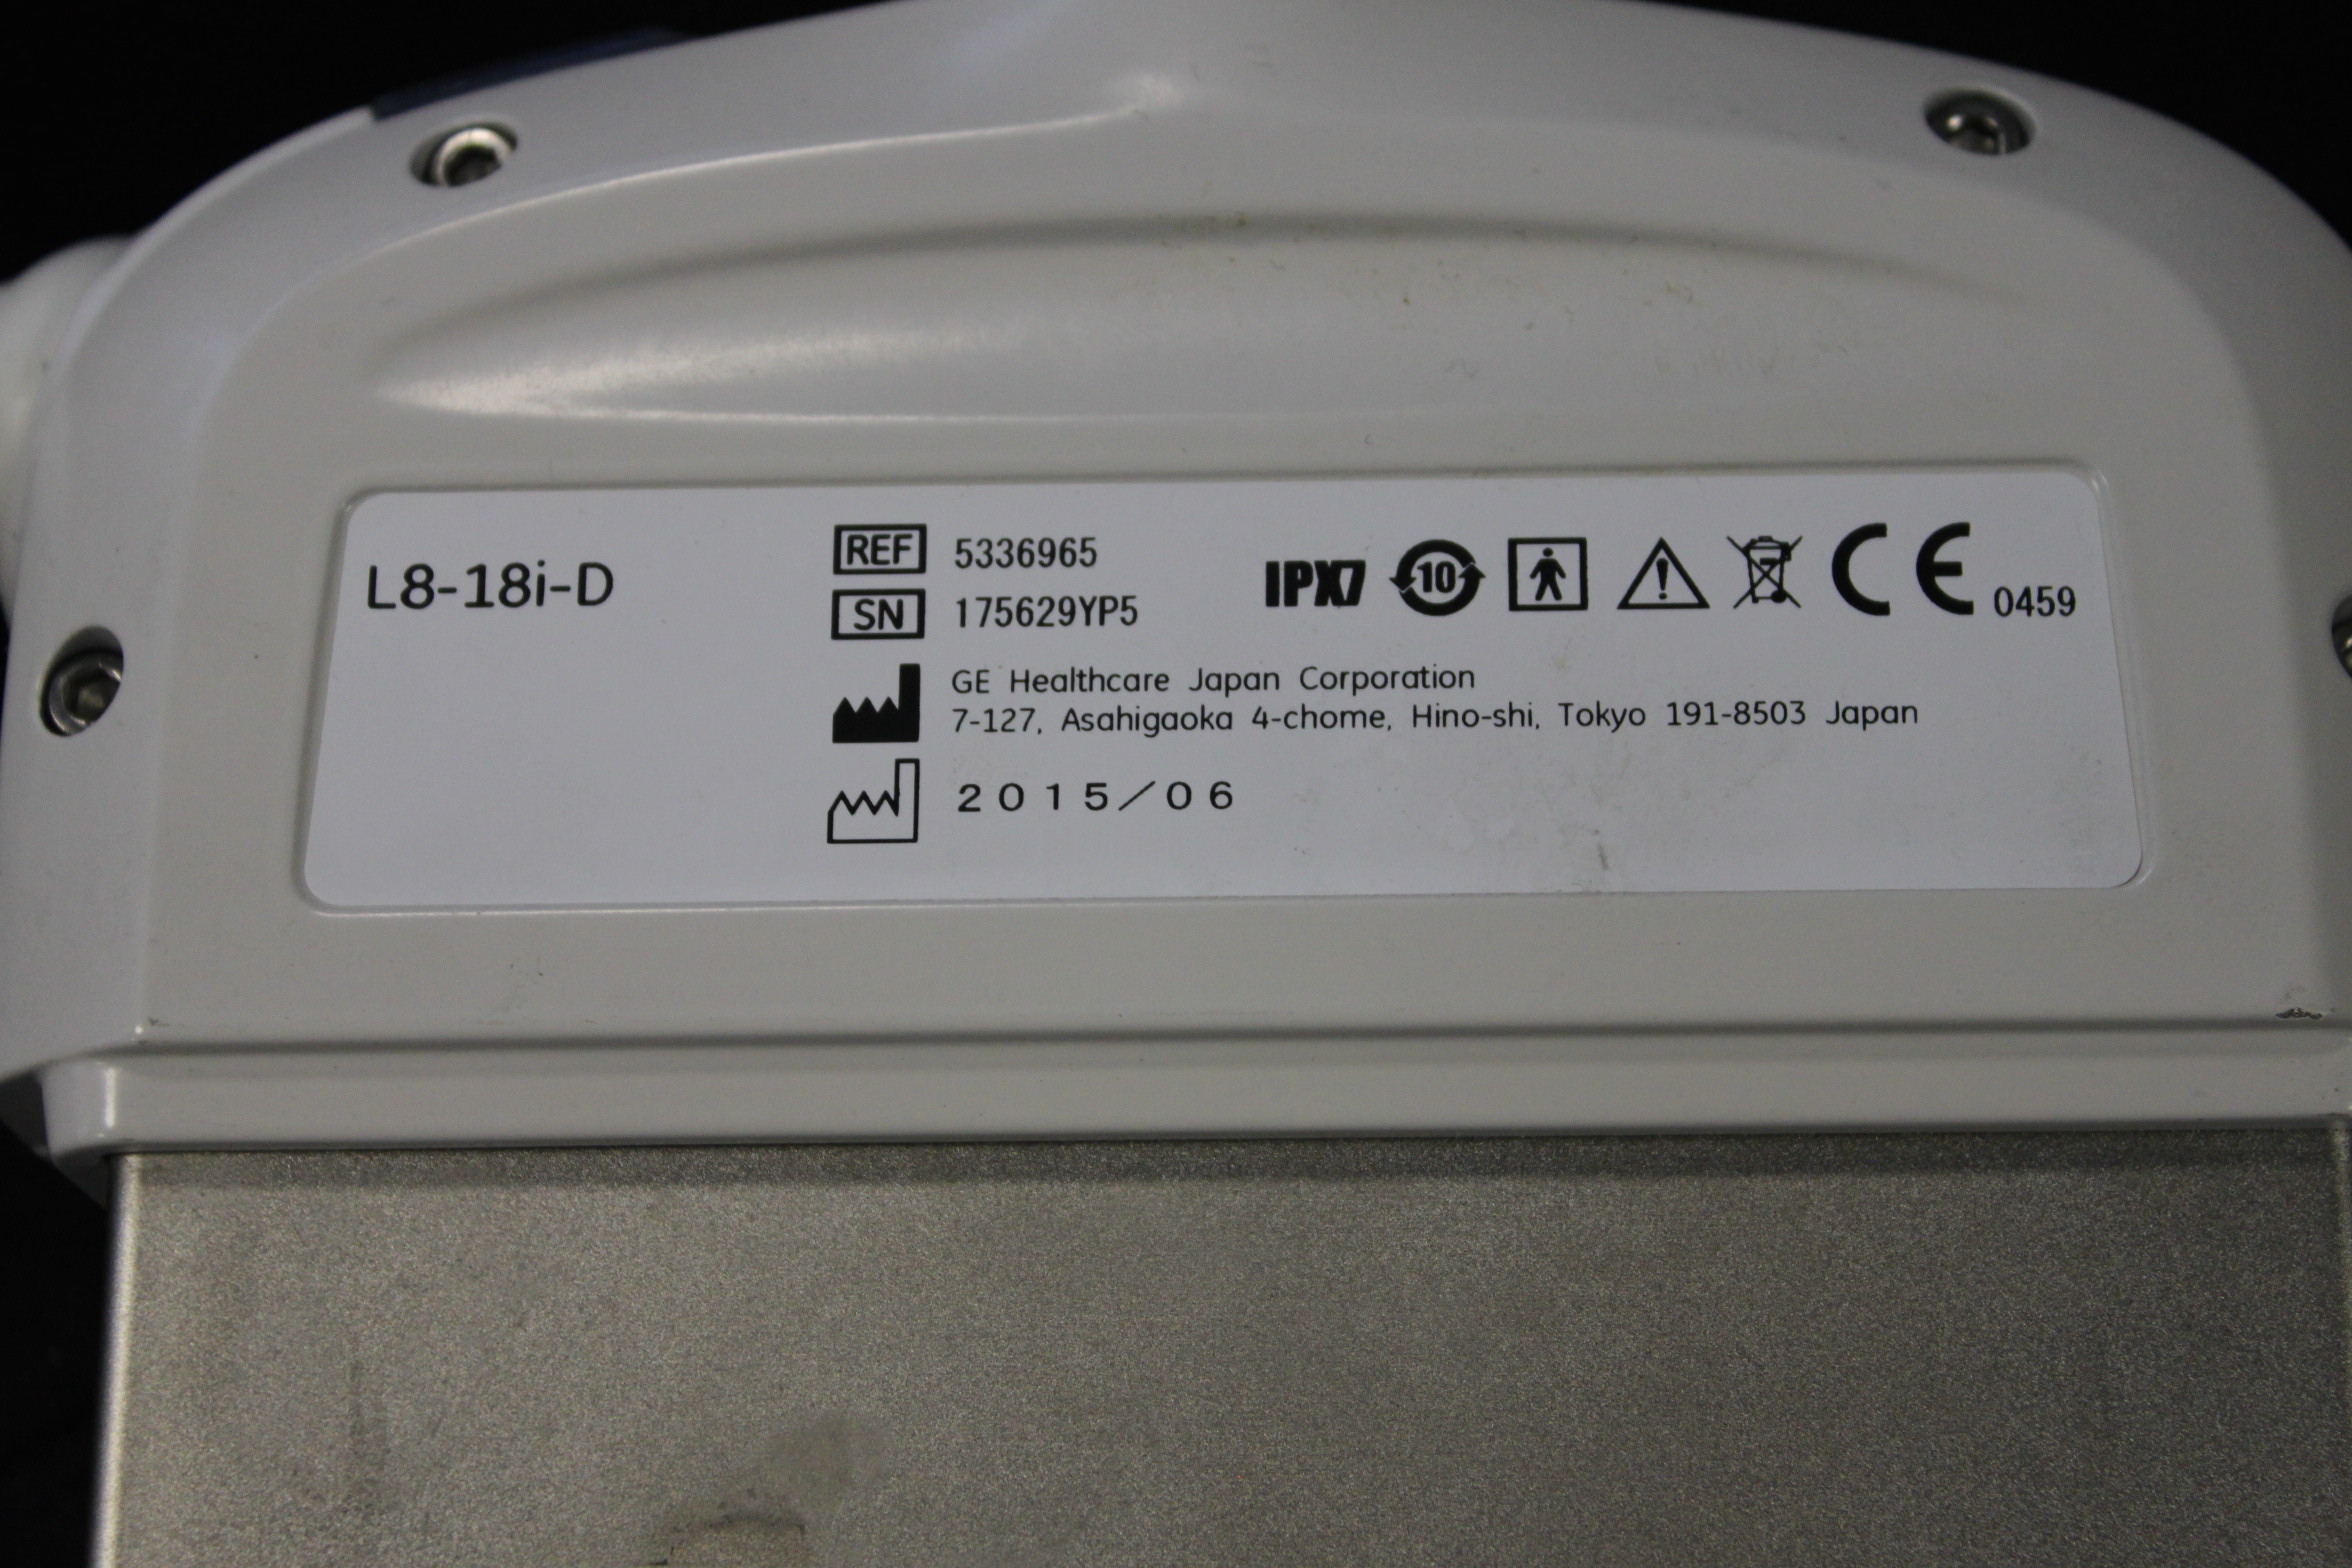 L8-18i-D
REF 5336965
SN 175629YP5
IPX7 10 CE 0459
GE Healthcare Japan Corporation
7-127, Asahigaoka 4-chome, Hino-shi, Tokyo 191-8503 Japan
2015/06